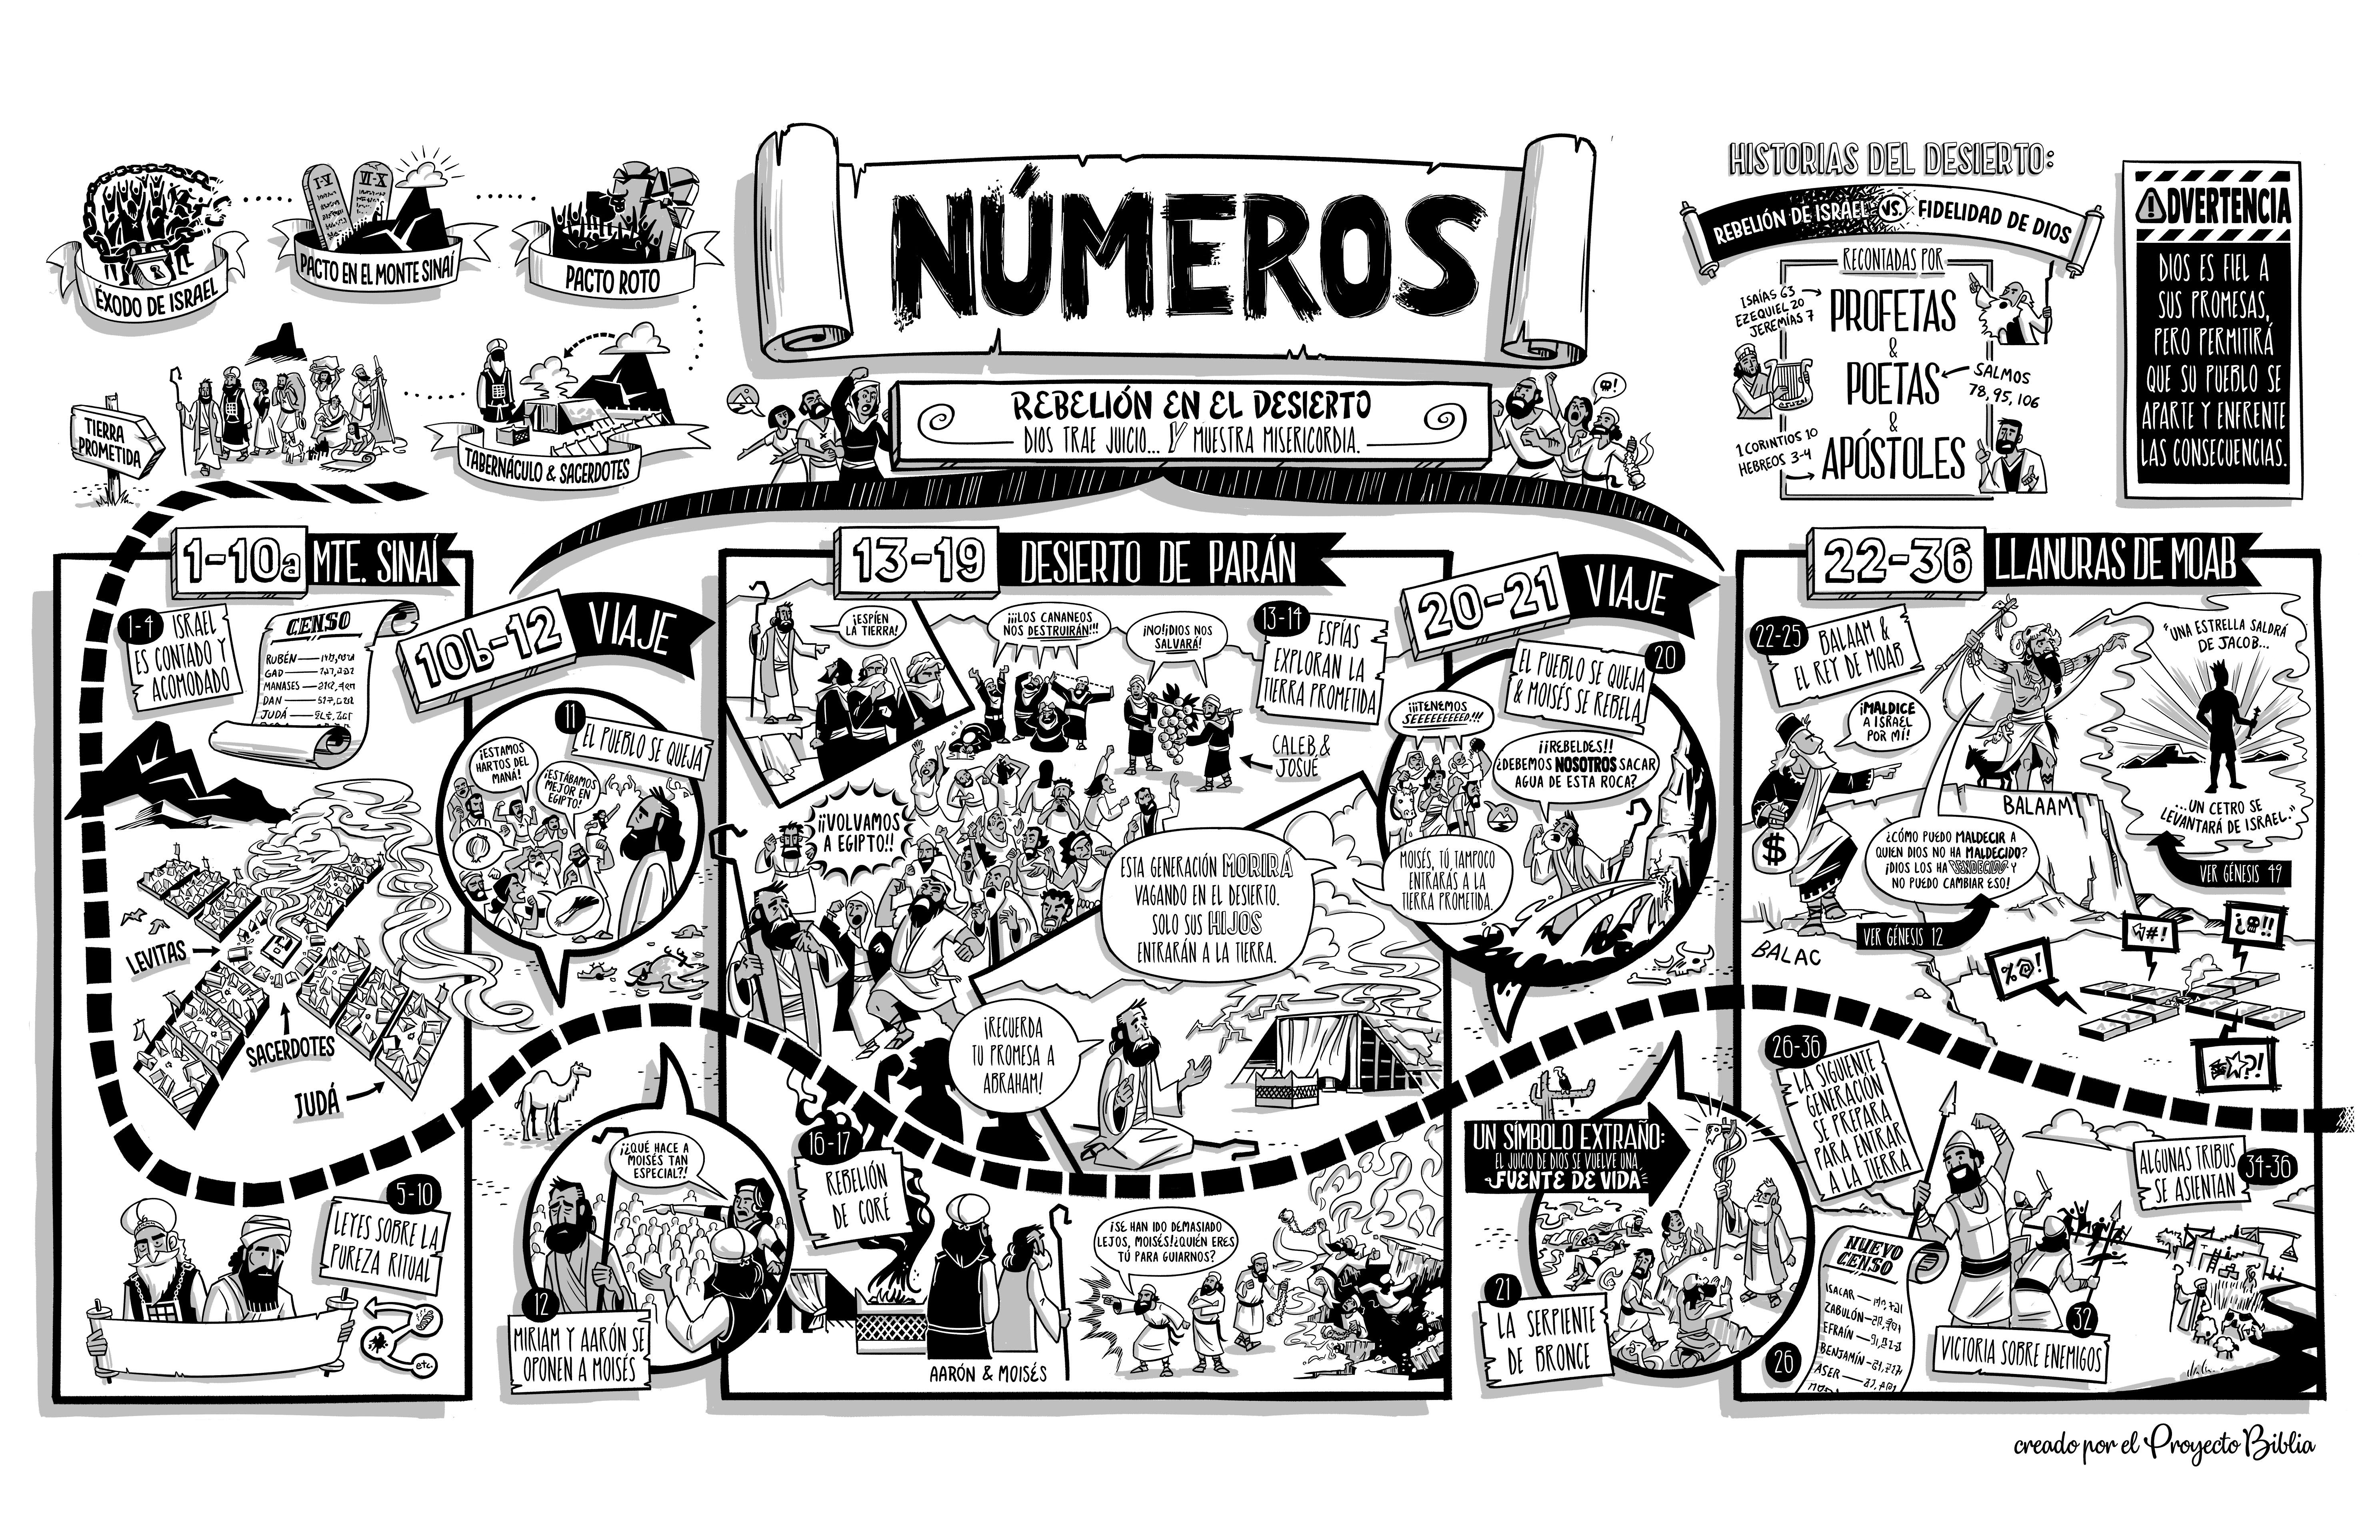 ÉXODO DE ISRAEL
I-V
VI-X
PACTO EN EL MONTE SINAÍ
PACTO ROTO
TIERRA
PROMETIDA
TABERNÁCULO & SACERDOTES
NÚMEROS
REBELIÓN EN EL DESIERTO
DIOS TRAE JUICIO... Y MUESTRA MISERICORDIA.
HISTORIAS DEL DESIERTO:
REBELIÓN DE ISRAEL VS. FIDELIDAD DE DIOS
RECONTADAS POR
ISAÍAS 63
EZEQUIEL 20
JEREMÍAS 7
PROFETAS
&
POETAS
SALMOS
78, 95, 106
&
1 CORINTIOS 10
HEBREOS 3-4
APÓSTOLES
ADVERTENCIA
DIOS ES FIEL A
SUS PROMESAS,
PERO PERMITIRÁ
QUE SU PUEBLO SE
APARTE Y ENFRENTE
LAS CONSECUENCIAS.
1-10a MTE. SINAÍ
1-4
ISRAEL
ES CONTADO Y
ACOMODADO
CENSO
RUBÉN
GAD
MANASES
DAN
JUDÁ
LEVITAS
SACERDOTES
JUDÁ
5-10
LEYES SOBRE LA
PUREZA RITUAL
etc.
10b-12 VIAJE
11
EL PUEBLO SE QUEJA
¡ESTAMOS
HARTOS DEL
MANÁ!
¡ESTÁBAMOS
MEJOR EN
EGIPTO!
¡¿QUÉ HACE A
MOISÉS TAN
ESPECIAL?!
12
MIRIAM Y AARÓN SE
OPONEN A MOISÉS
13-19 DESIERTO DE PARÁN
¡ESPÍEN
LA TIERRA!
¡¡¡LOS CANANEOS
NOS DESTRUIRÁN!!!
¡NO!¡DIOS NOS
SALVARÁ!
13-14
ESPÍAS
EXPLORAN LA
TIERRA PROMETIDA
CALEB &
JOSUE
¡¡VOLVAMOS
A EGIPTO!!
ESTA GENERACIÓN MORIRÁ
VAGANDO EN EL DESIERTO.
SOLO SUS HIJOS
ENTRARÁN A LA TIERRA.
¡RECUERDA
TU PROMESA A
ABRAHAM!
16-17
REBELIÓN
DE CORÉ
AARÓN & MOISÉS
¡SE HAN IDO DEMASIADO
LEJOS, MOISÉS!¿QUIÉN ERES
TÚ PARA GUIARNOS?
20-21 VIAJE
20
EL PUEBLO SE QUEJA
& MOISÉS SE REBELA
¡¡¡TENEMOS
SEEEEEEEEED!!!
¡¡REBELDES!!
¿DEBEMOS NOSOTROS SACAR
AGUA DE ESTA ROCA?
MOISÉS, TÚ TAMPOCO
ENTRARÁS A LA
TIERRA PROMETIDA.
UN SÍMBOLO EXTRAÑO:
EL JUICIO DE DIOS SE VUELVE UNA
FUENTE DE VIDA
21
LA SERPIENTE
DE BRONCE
22-36 LLANURAS DE MOAB
22-25
BALAAM &
EL REY DE MOAB
¡MALDICE
A ISRAEL
POR MÍ!
$
BALAC
BALAAM
"UNA ESTRELLA SALDRÁ
DE JACOB...
...UN CETRO SE
LEVANTARÁ DE ISRAEL."
VER GÉNESIS 49
¿CÓMO PUEDO MALDECIR A
QUIEN DIOS NO HA MALDECIDO?
¡DIOS LOS HA BENDECIDO Y
NO PUEDO CAMBIAR ESO!
VER GÉNESIS 12
26-36
LA SIGUIENTE
GENERACIÓN
SE PREPARA
PARA ENTRAR
A LA TIERRA
NUEVO
CENSO
ISACAR
ZABULÓN
EFRAÍN
BENJAMÍN
ASER
26
32
VICTORIA SOBRE ENEMIGOS
ALGUNAS TRIBUS
SE ASIENTAN
34-36
creado por el Proyecto Biblia